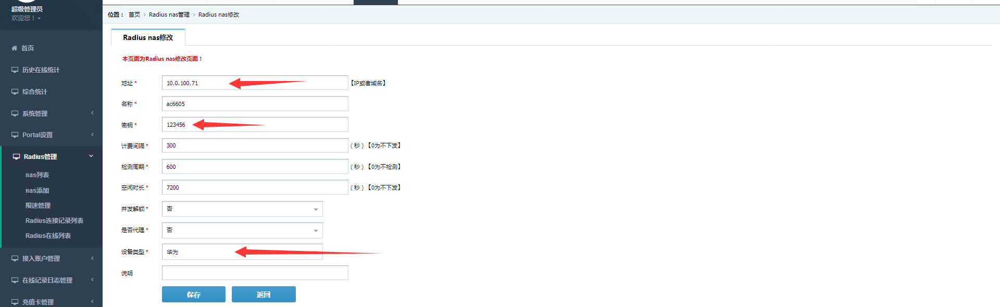 超级管理员
欢迎您！
首页
历史在线统计
综合统计
系统管理
Portal设置
Radius管理
nas列表
nas添加
限速管理
Radius连接记录列表
Radius在线列表
接入账户管理
在线记录日志管理
充值卡管理
位置： 首页 > Radius nas管理 > Radius nas修改
Radius nas修改
本页面为Radius nas修改页面！
地址 * 10.0.100.71 【IP或者域名】
名称 * ac6605
密钥 * 123456
计费间隔 * 300 （秒）【0为不下发】
检测周期 * 600 （秒）【0为不检测】
空闲时长 * 7200 （秒）【0为不下发】
并发解锁 * 否
是否代理 * 否
设备类型 * 华为
说明
保存 返回